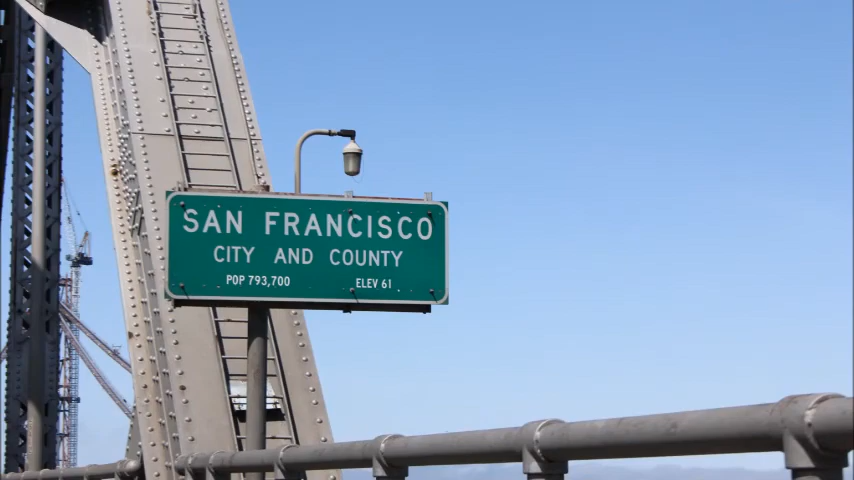 SAN FRANCISCO
CITY AND COUNTY
POP 793,700 ELEV 61